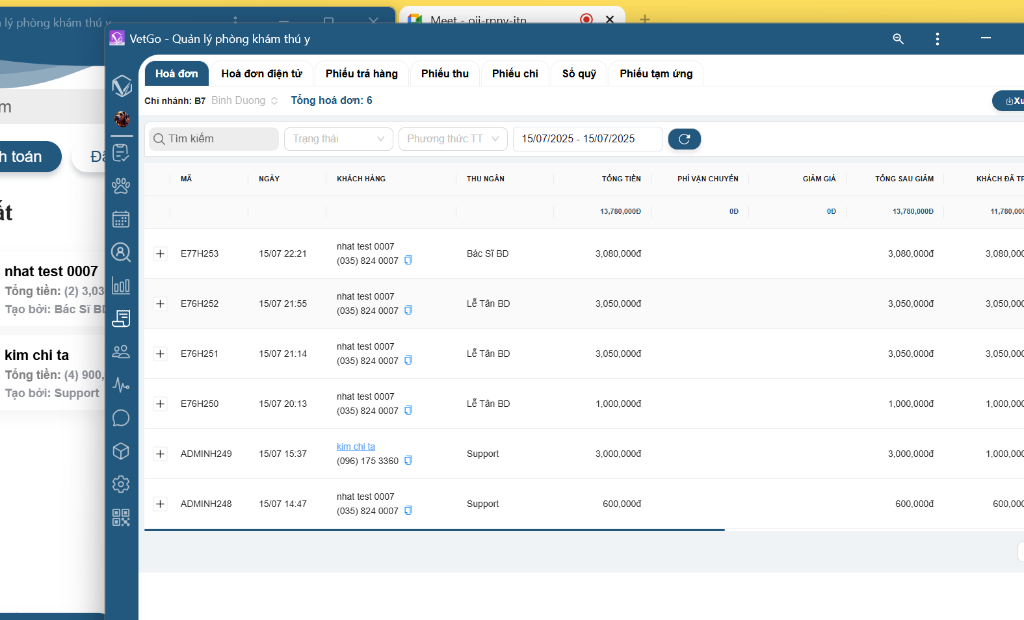 lý phòng khám thú y
Meet - oii-rnnv-itn
VetGo - Quản lý phòng khám thú y
h toán
ất
nhat test 0007
Tổng tiền: (2) 3,03
Tạo bởi: Bác Sĩ BD
kim chi ta
Tổng tiền: (4) 900,
Tạo bởi: Support
Hoá đơn
Hoá đơn điện tử
Phiếu trả hàng
Phiếu thu
Phiếu chi
Sổ quỹ
Phiếu tạm ứng
Chi nhánh: B7 Bình Duong Tổng hoá đơn: 6
Xu
Tìm kiếm Trạng thái Phương thức TT 15/07/2025 - 15/07/2025
MÃ NGÀY KHÁCH HÀNG THU NGÂN TỔNG TIỀN PHÍ VẬN CHUYỂN GIẢM GIÁ TỔNG SAU GIẢM KHÁCH ĐÃ TR
13,780,000Đ 0Đ 0Đ 13,780,000Đ 11,780,000
E77H253 15/07 22:21 nhat test 0007 Bác Sĩ BD 3,080,000đ 3,080,000đ 3,080,000
(035) 824 0007
E76H252 15/07 21:55 nhat test 0007 Lễ Tân BD 3,050,000đ 3,050,000đ 3,050,000
(035) 824 0007
E76H251 15/07 21:14 nhat test 0007 Lễ Tân BD 3,050,000đ 3,050,000đ 3,050,000
(035) 824 0007
E76H250 15/07 20:13 nhat test 0007 Lễ Tân BD 1,000,000đ 1,000,000đ 1,000,000
(035) 824 0007
ADMINH249 15/07 15:37 kim chi ta Support 3,000,000đ 3,000,000đ 1,000,000
(096) 175 3360
ADMINH248 15/07 14:47 nhat test 0007 Support 600,000đ 600,000đ 600,000
(035) 824 0007